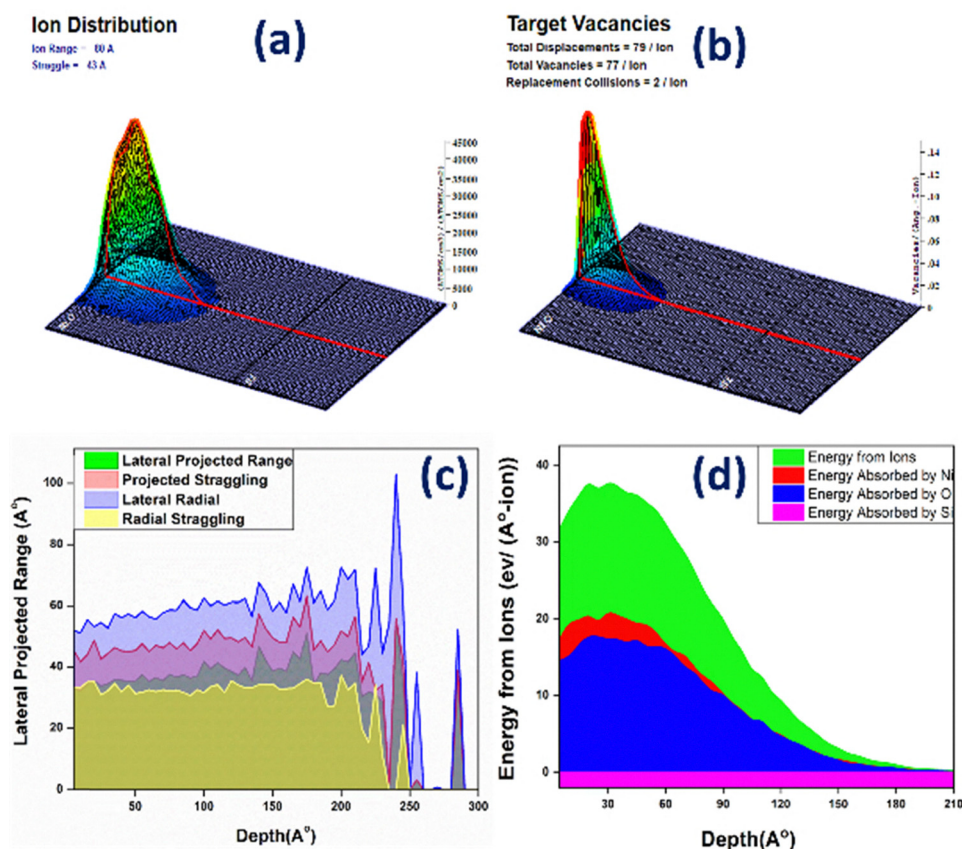 Ion Distribution
(a)
Ion Range = 80 A
Straggle = 43 A
45000
40000
35000
30000
25000
20000
15000
10000
5000
0
Target Vacancies
(b)
Total Displacements = 79 / Ion
Total Vacancies = 77 / Ion
Replacement Collisions = 2 / Ion
.14
.12
.10
.08
.06
.04
.02
0
Vacancies/(Ang.-Ion)
(c)
Lateral Projected Range
Projected Straggling
Lateral Radial
Radial Straggling
Lateral Projected Range (A°)
100
80
60
40
20
0
50
100
150
200
250
300
Depth(A°)
(d)
Energy from Ions
Energy Absorbed by Ni
Energy Absorbed by O
Energy Absorbed by Si
Energy from Ions (ev/ (A°-ion))
40
30
20
10
0
30
60
90
120
150
180
210
Depth(A°)